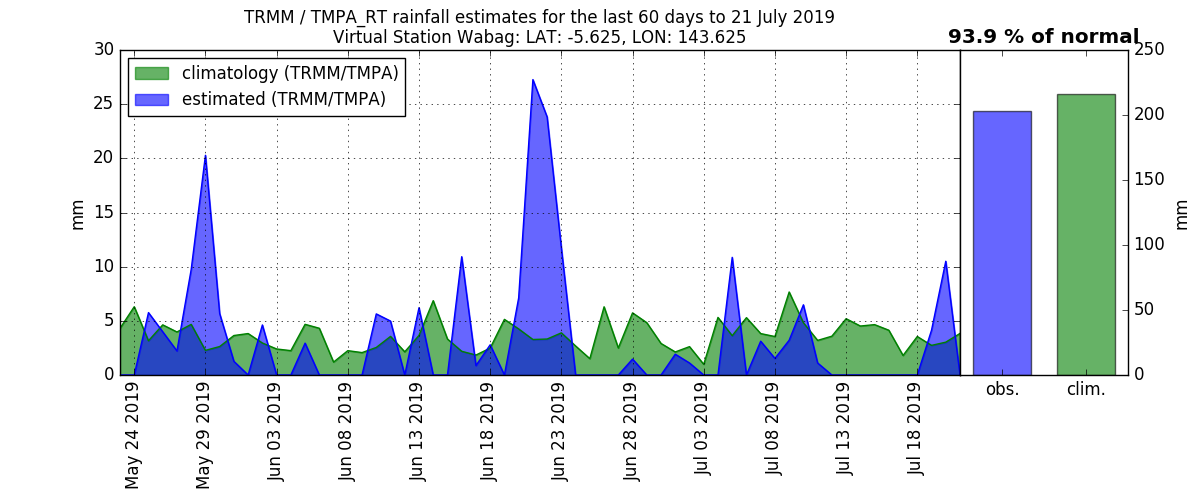 TRMM / TMPA_RT rainfall estimates for the last 60 days to 21 July 2019
Virtual Station Wabag: LAT: -5.625, LON: 143.625
93.9 % of normal
climatology (TRMM/TMPA)
estimated (TRMM/TMPA)
30
25
20
15
10
5
0
mm
May 24 2019
May 29 2019
Jun 03 2019
Jun 08 2019
Jun 13 2019
Jun 18 2019
Jun 23 2019
Jun 28 2019
Jul 03 2019
Jul 08 2019
Jul 13 2019
Jul 18 2019
obs.
clim.
250
200
150
100
50
0
mm